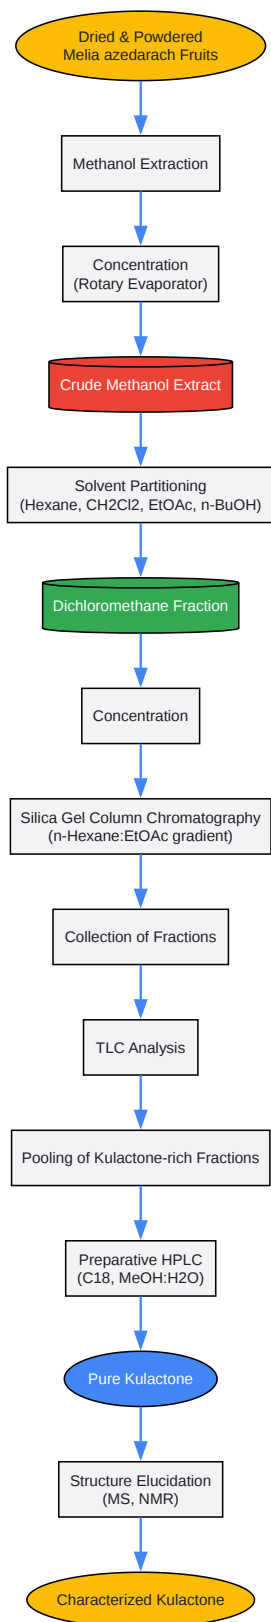 Dried & Powdered
Melia azedarach Fruits
Methanol Extraction
Concentration
(Rotary Evaporator)
Crude Methanol Extract
Solvent Partitioning
(Hexane, CH2Cl2, EtOAc, n-BuOH)
Dichloromethane Fraction
Concentration
Silica Gel Column Chromatography
(n-Hexane:EtOAc gradient)
Collection of Fractions
TLC Analysis
Pooling of Kulactone-rich Fractions
Preparative HPLC
(C18, MeOH:H2O)
Pure Kulactone
Structure Elucidation
(MS, NMR)
Characterized Kulactone